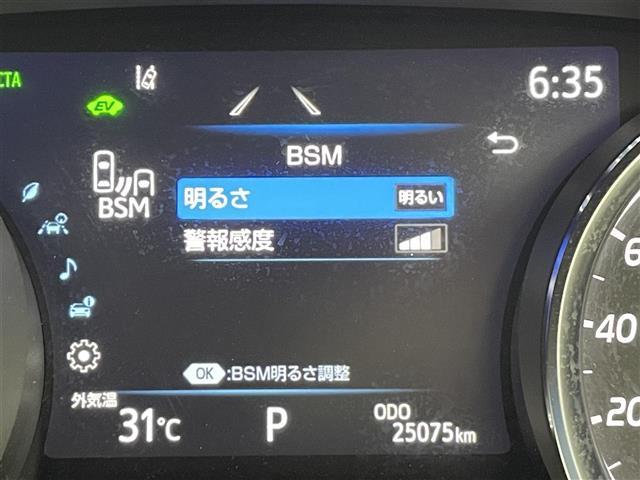 CTA
6:35
EV
BSM
BSM
明るさ 明るい
警報感度
OK :BSM明るさ調整
外気温
31℃ P ODO 25075km
60
40
20